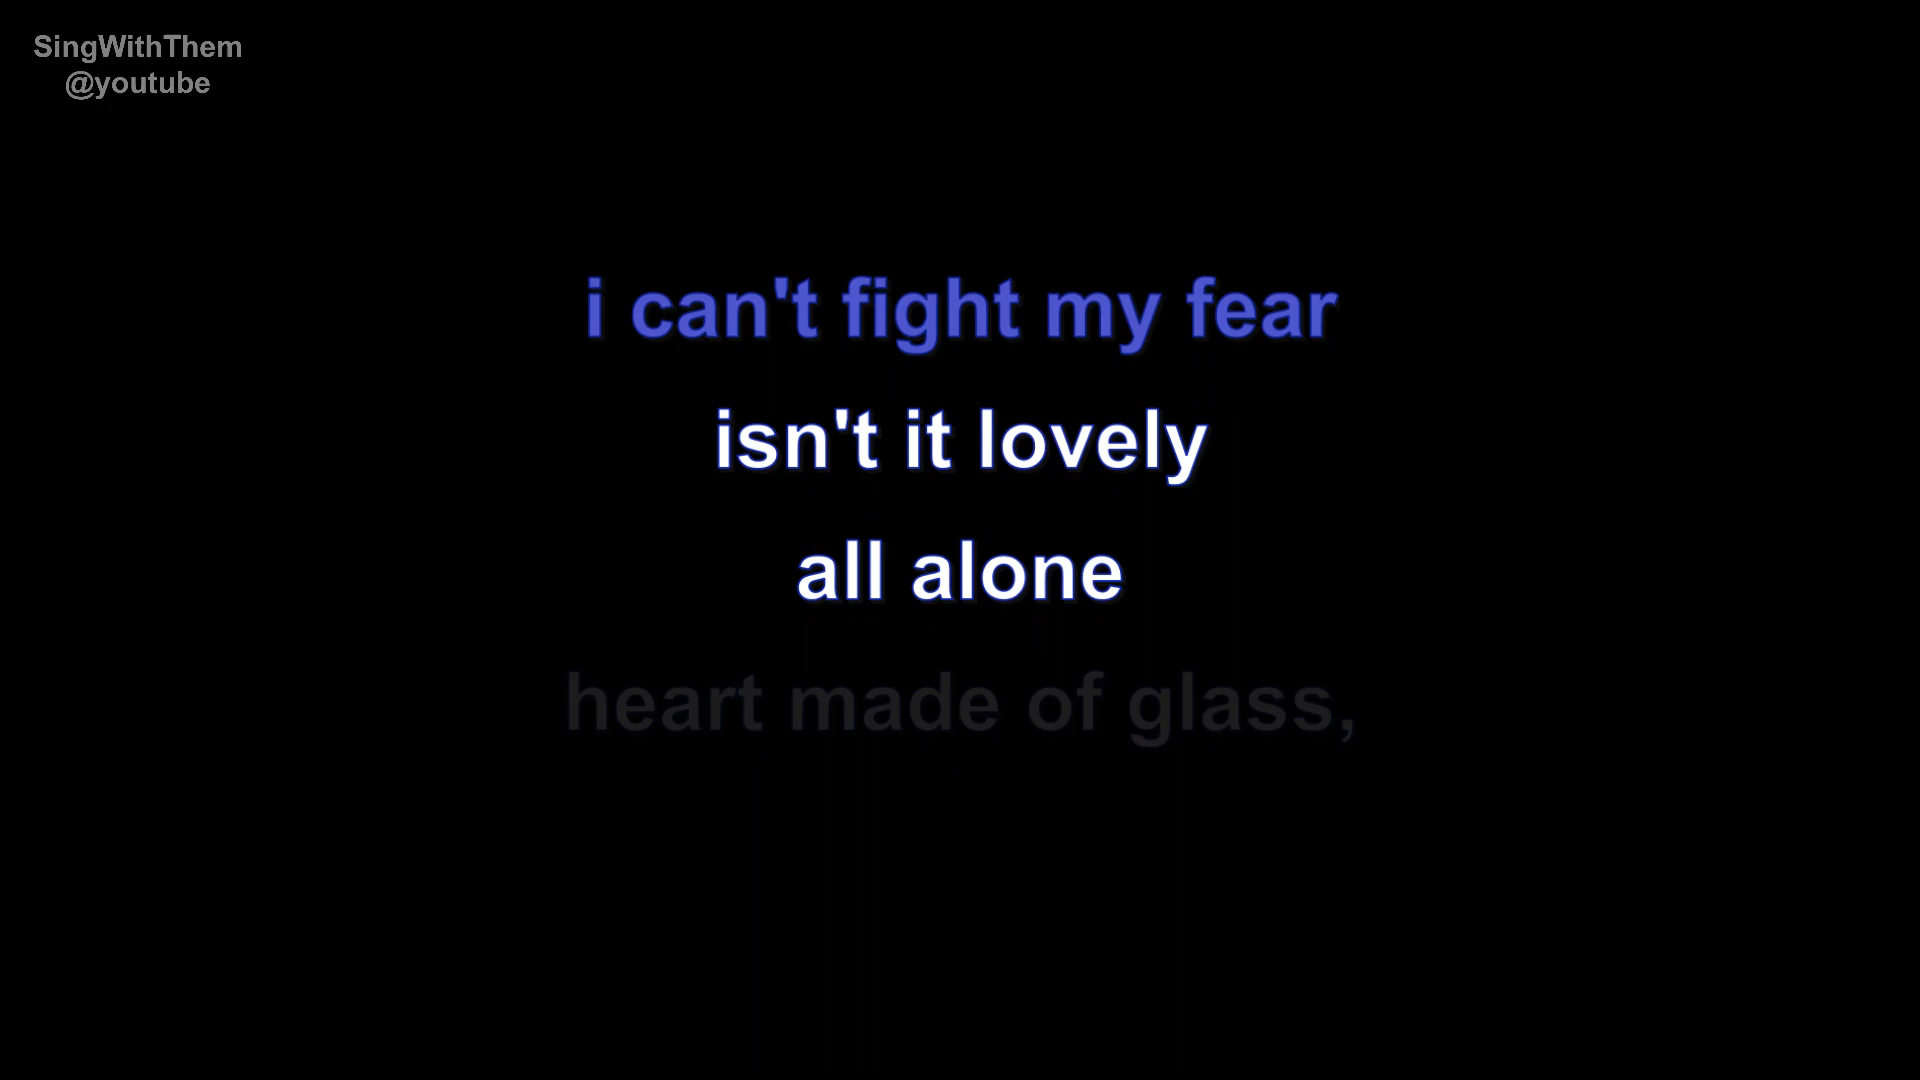 SingWithThem
@youtube
i can't fight my fear
isn't it lovely
all alone
heart made of glass,